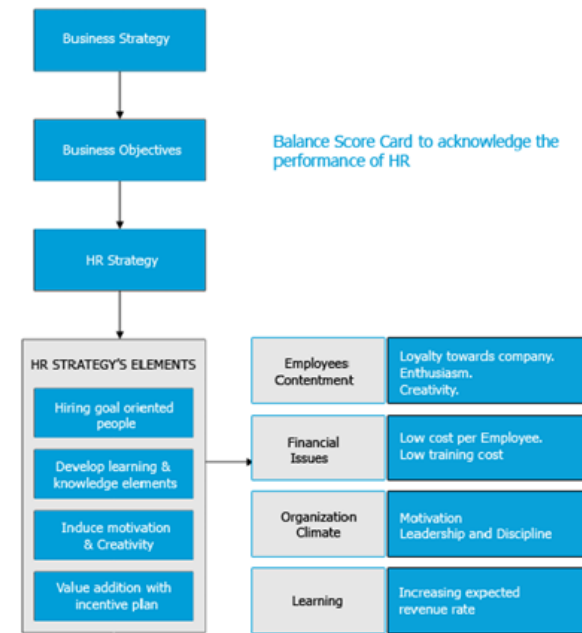 Business Strategy
Business Objectives
Balance Score Card to acknowledge the
performance of HR
HR Strategy
HR STRATEGY'S ELEMENTS
Hiring goal oriented
people
Develop learning &
knowledge elements
Induce motivation
& Creativity
Value addition with
incentive plan
Employees
Contentment
Loyalty towards company.
Enthusiasm.
Creativity.
Financial
Issues
Low cost per Employee.
Low training cost
Organization
Climate
Motivation
Leadership and Discipline
Learning
Increasing expected
revenue rate